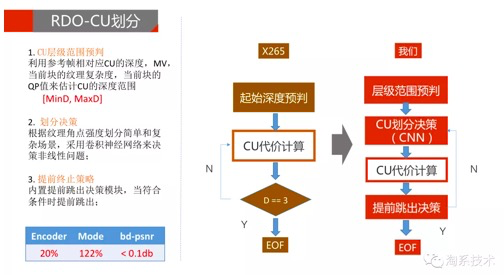 RDO-CU划分
1. CU层级范围预判
利用参考帧相对应CU的深度，MV，
当前块的纹理复杂度，当前块的
QP值来估计CU的深度范围
[MinD, MaxD]
2. 划分决策
根据纹理角点强度划分简单和复
杂场景，采用卷积神经网络来决
策非线性问题；
3. 提前终止策略
内置提前跳出决策模块，当符合
条件时提前跳出；
Encoder Mode bd-psnr
20% 122% < 0.1db
X265
起始深度预判
CU代价计算
N
D == 3
Y
EOF
我们
层级范围预判
CU划分决策
（CNN）
CU代价计算
N
提前跳出决策
Y
EOF
淘系技术